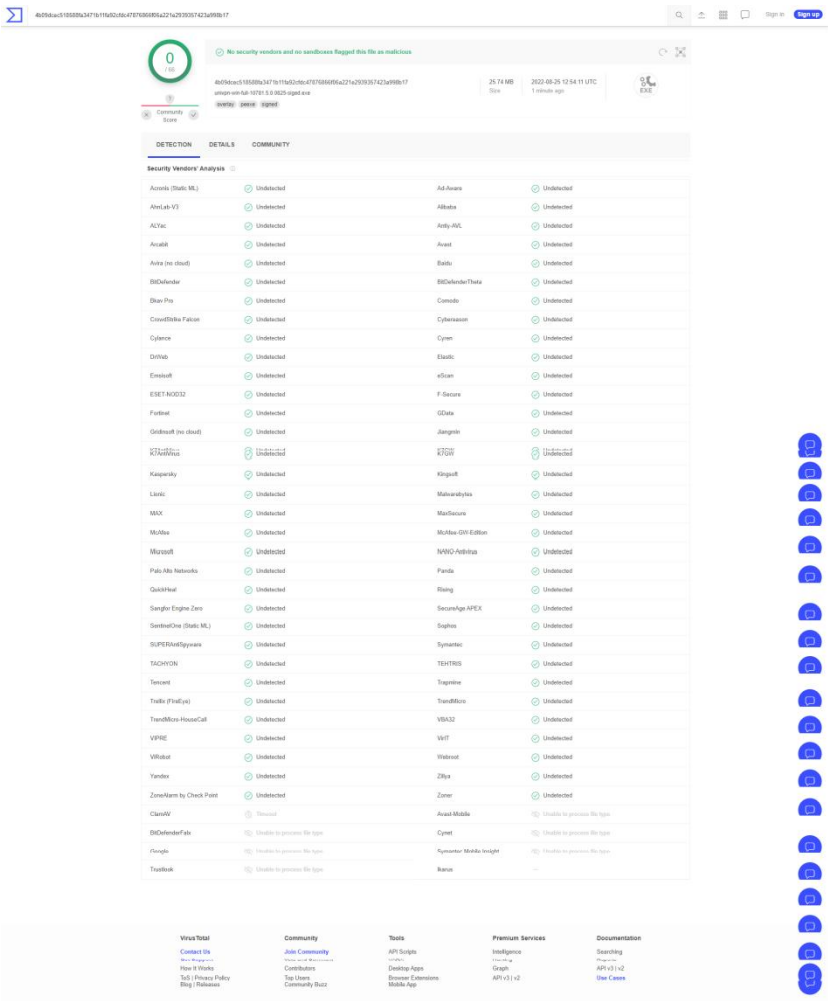 Sign in Sign up
0
No security vendors and no sandboxes flagged this file as malicious
25.74 MB 2022-08-25 12:54:11 UTC
Size 1 minute ago
EXE
overlay peexe signed
Community
Score
DETECTION DETAILS COMMUNITY
Security Vendors' Analysis
Acronis (Static ML) Undetected Ad-Aware Undetected
AhnLab-V3 Undetected Alibaba Undetected
ALYac Undetected Antiy-AVL Undetected
Arcabit Undetected Avast Undetected
Avira (no cloud) Undetected Baidu Undetected
BitDefender Undetected BitDefenderTheta Undetected
Bkav Pro Undetected Comodo Undetected
CrowdStrike Falcon Undetected Cybereason Undetected
Cylance Undetected Cyren Undetected
DrWeb Undetected Elastic Undetected
Emsisoft Undetected eScan Undetected
ESET-NOD32 Undetected F-Secure Undetected
Fortinet Undetected GData Undetected
Gridinsoft (no cloud) Undetected Jiangmin Undetected
K7AntiVirus Undetected K7GW Undetected
Kaspersky Undetected Kingsoft Undetected
Lionic Undetected Malwarebytes Undetected
MAX Undetected MaxSecure Undetected
McAfee Undetected McAfee-GW-Edition Undetected
Microsoft Undetected NANO-Antivirus Undetected
Palo Alto Networks Undetected Panda Undetected
QuickHeal Undetected Rising Undetected
Sangfor Engine Zero Undetected SecureAge APEX Undetected
SentinelOne (Static ML) Undetected Sophos Undetected
SUPERAntiSpyware Undetected Symantec Undetected
TACHYON Undetected TEHTRIS Undetected
Tencent Undetected Trapmine Undetected
Trellix (FireEye) Undetected TrendMicro Undetected
TrendMicro-HouseCall Undetected VBA32 Undetected
VIPRE Undetected VirIT Undetected
ViRobot Undetected Webroot Undetected
Yandex Undetected Zillya Undetected
ZoneAlarm by Check Point Undetected Zoner Undetected
ClamAV Timeout Avast-Mobile Unable to process file type
BitDefenderFalx Unable to process file type Cynet Unable to process file type
Google Unable to process file type Symantec Mobile Insight Unable to process file type
Trustlook Unable to process file type Ikarus
VirusTotal Community Tools Premium Services Documentation
Contact Us Join Community API Scripts Intelligence Searching
How It Works Contributors Desktop Apps Graph API v3 | v2
ToS | Privacy Policy Top Users Browser Extensions API v3 | v2 Use Cases
Blog | Releases Community Buzz Mobile App